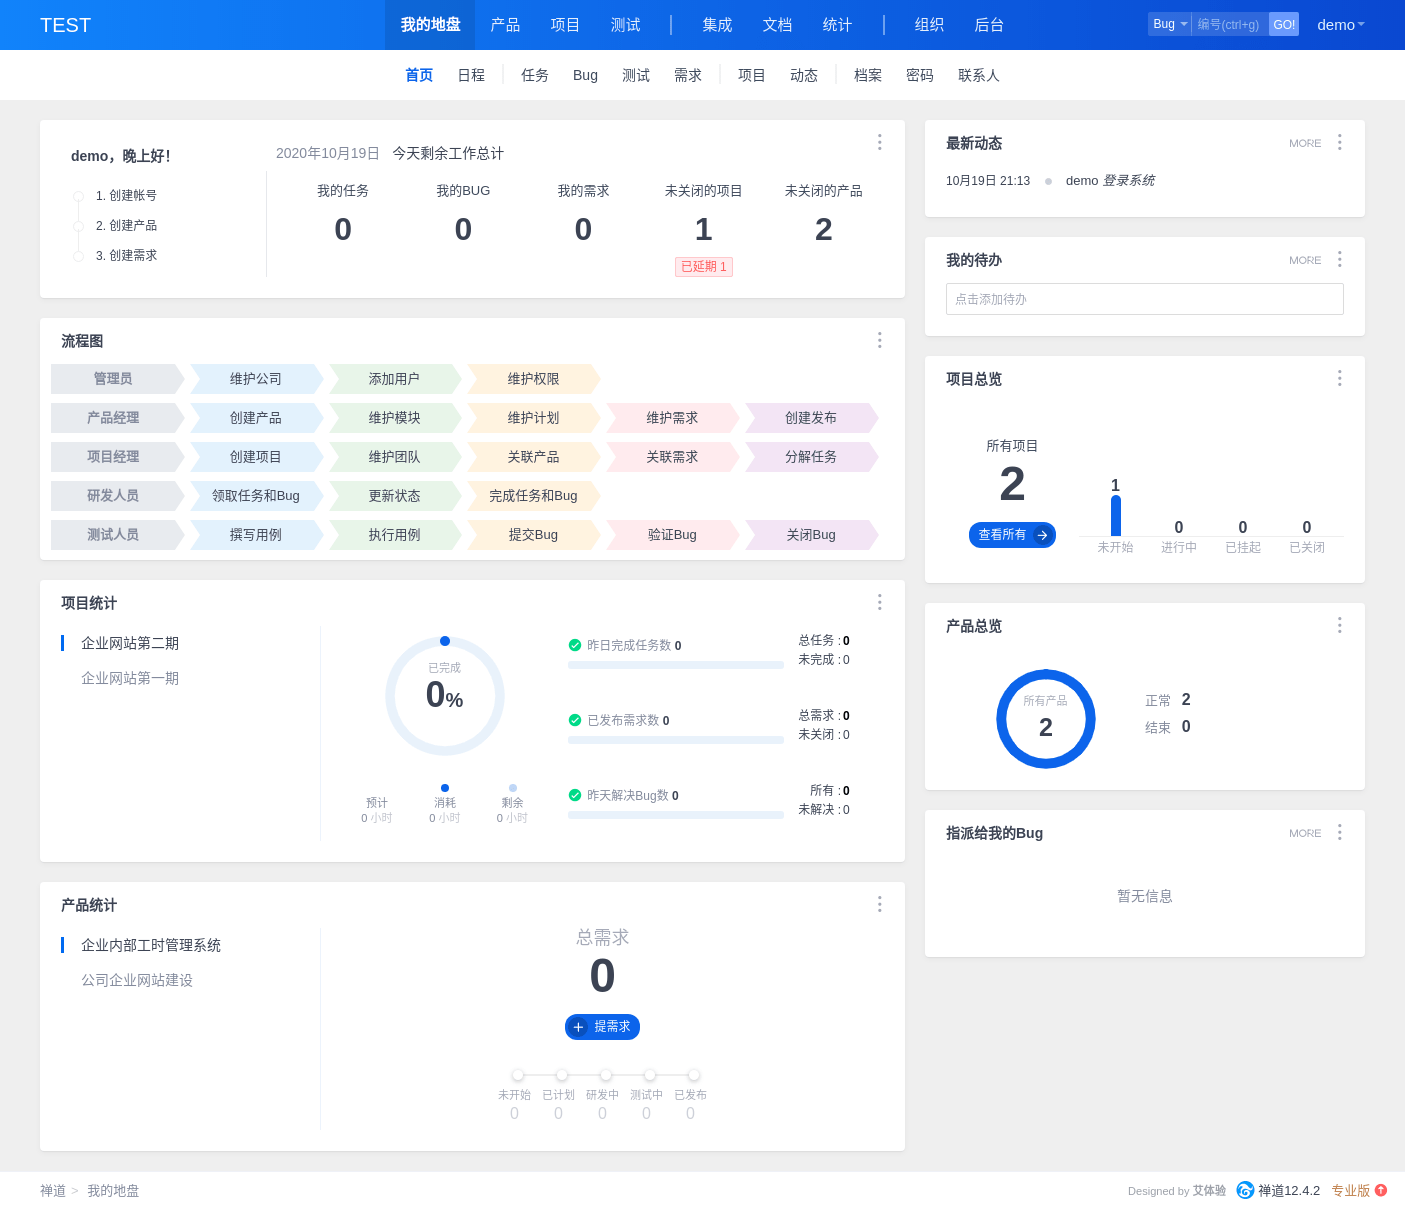 TEST 我的地盘 产品 项目 测试 集成 文档 统计 组织 后台 Bug 编号(ctrl+g) GO! demo
首页 日程 任务 Bug 测试 需求 项目 动态 档案 密码 联系人
demo，晚上好！
1. 创建帐号
2. 创建产品
3. 创建需求
2020年10月19日 今天剩余工作总计
我的任务 我的BUG 我的需求 未关闭的项目 未关闭的产品
0 0 0 1 2
已延期 1
流程图
管理员 维护公司 添加用户 维护权限
产品经理 创建产品 维护模块 维护计划 维护需求 创建发布
项目经理 创建项目 维护团队 关联产品 关联需求 分解任务
研发人员 领取任务和Bug 更新状态 完成任务和Bug
测试人员 撰写用例 执行用例 提交Bug 验证Bug 关闭Bug
项目统计
企业网站第二期
企业网站第一期
已完成
0%
预计 消耗 剩余
0 小时 0 小时 0 小时
昨日完成任务数 0
总任务 : 0
未完成 : 0
已发布需求数 0
总需求 : 0
未关闭 : 0
昨天解决Bug数 0
所有 : 0
未解决 : 0
产品统计
企业内部工时管理系统
公司企业网站建设
总需求
0
提需求
未开始 已计划 研发中 测试中 已发布
0 0 0 0 0
最新动态 MORE
10月19日 21:13 demo 登录系统
我的待办 MORE
点击添加待办
项目总览
所有项目
2
查看所有
1 0 0 0
未开始 进行中 已挂起 已关闭
产品总览
所有产品
2
正常 2
结束 0
指派给我的Bug MORE
暂无信息
禅道 > 我的地盘
Designed by 艾体验 禅道12.4.2 专业版